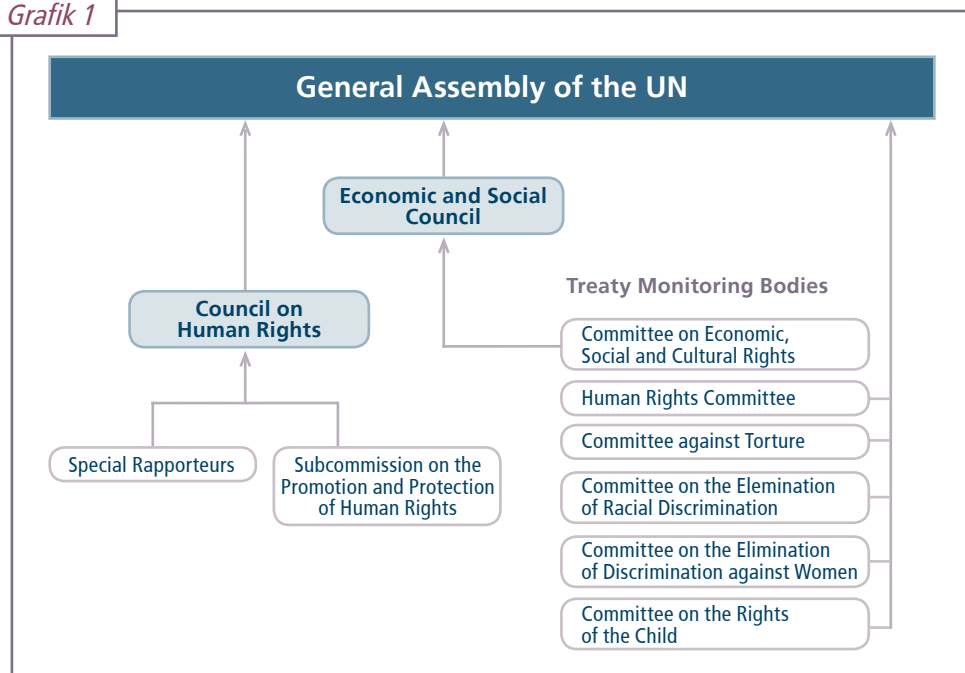 Grafik 1
General Assembly of the UN
Economic and Social
Council
Council on
Human Rights
Special Rapporteurs
Subcommission on the
Promotion and Protection
of Human Rights
Treaty Monitoring Bodies
Committee on Economic,
Social and Cultural Rights
Human Rights Committee
Committee against Torture
Committee on the Elemination
of Racial Discrimination
Committee on the Elimination
of Discrimination against Women
Committee on the Rights
of the Child